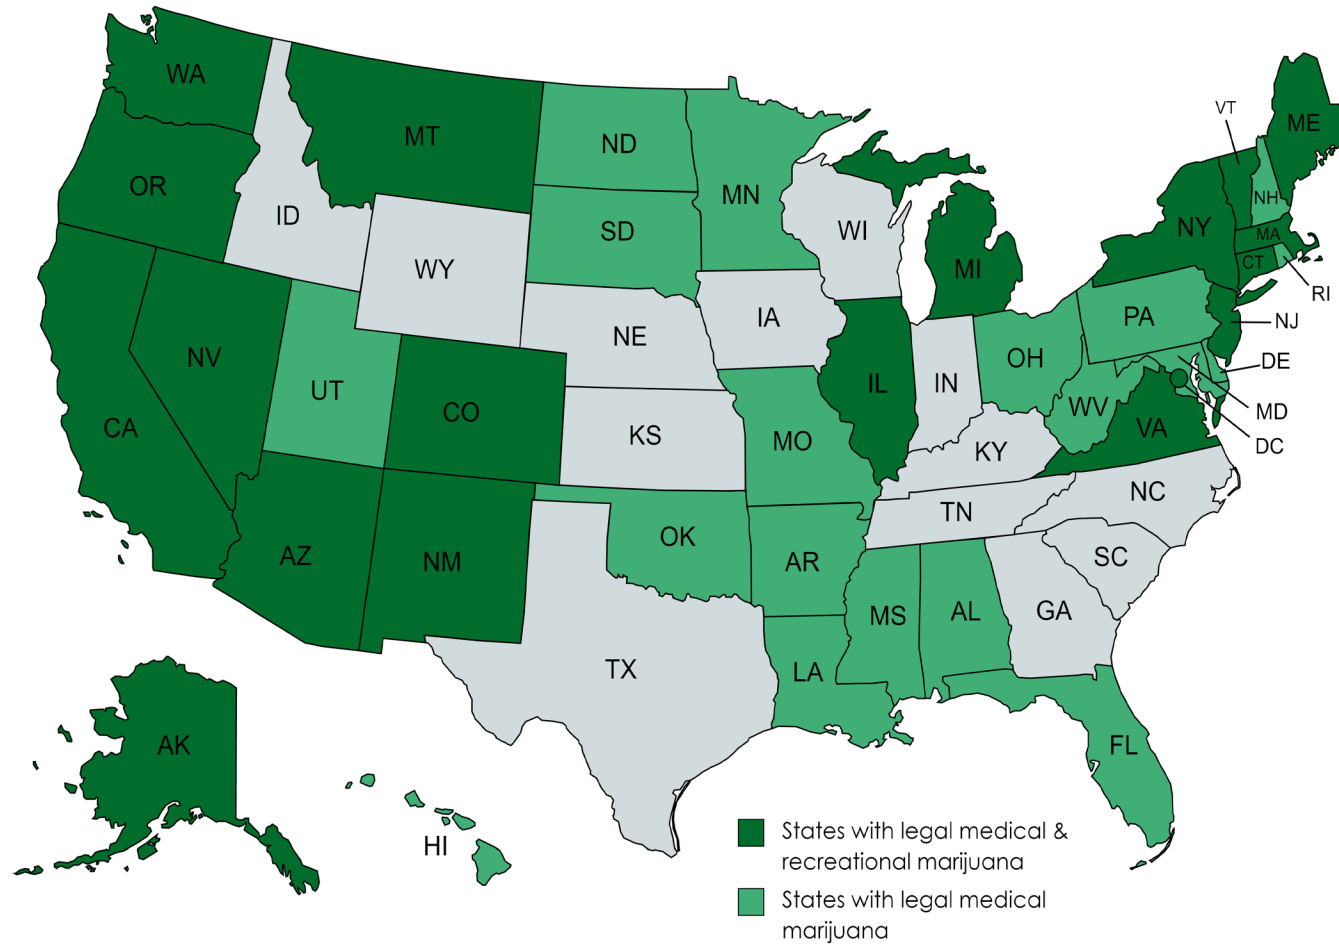 WA
MT
ND
MN
VT
ME
OR
ID
SD
WI
NH
NY
MA
WY
MI
CT
RI
IA
PA
NJ
NE
NV
OH
DE
UT
IL
IN
CO
WV
MD
CA
KS
MO
VA
DC
KY
NC
TN
OK
AZ
NM
AR
SC
MS
AL
GA
TX
LA
AK
FL
HI
States with legal medical &
recreational marijuana
States with legal medical
marijuana